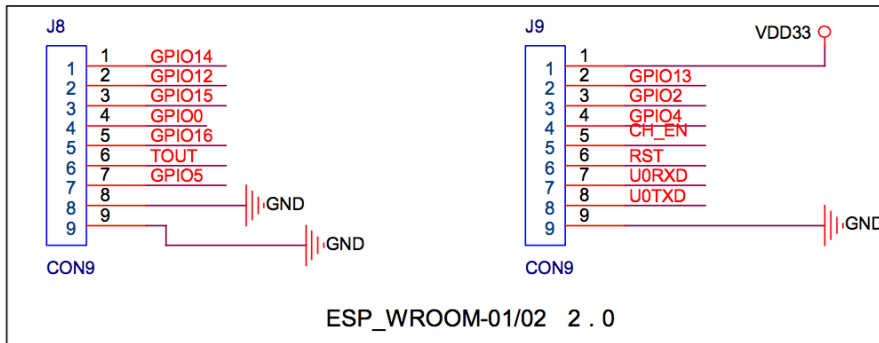 J8
1 1 GPIO14
2 2 GPIO12
3 3 GPIO15
4 4 GPIO0
5 5 GPIO16
6 6 TOUT
7 7 GPIO5
8 8 GND
9 9 GND
CON9
J9
1 1 VDD33
2 2 GPIO13
3 3 GPIO2
4 4 GPIO4
5 5 CH_EN
6 6 RST
7 7 U0RXD
8 8 U0TXD
9 9 GND
CON9
ESP_WROOM-01/02 2.0